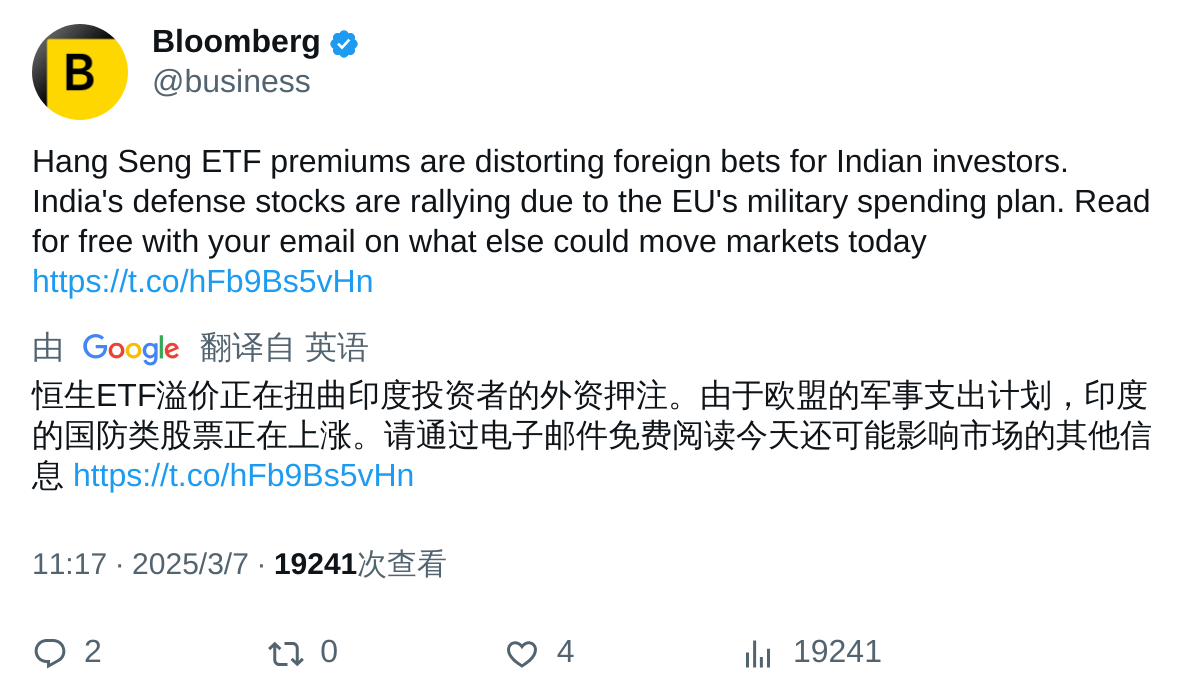 B
Bloomberg
@business
Hang Seng ETF premiums are distorting foreign bets for Indian investors.
India's defense stocks are rallying due to the EU's military spending plan. Read
for free with your email on what else could move markets today
https://t.co/hFb9Bs5vHn
由 Google 翻译自 英语
恒生ETF溢价正在扭曲印度投资者的外资押注。由于欧盟的军事支出计划，印度
的国防类股票正在上涨。请通过电子邮件免费阅读今天还可能影响市场的其他信
息 https://t.co/hFb9Bs5vHn
11:17 · 2025/3/7 · 19241次查看
2 0 4 19241